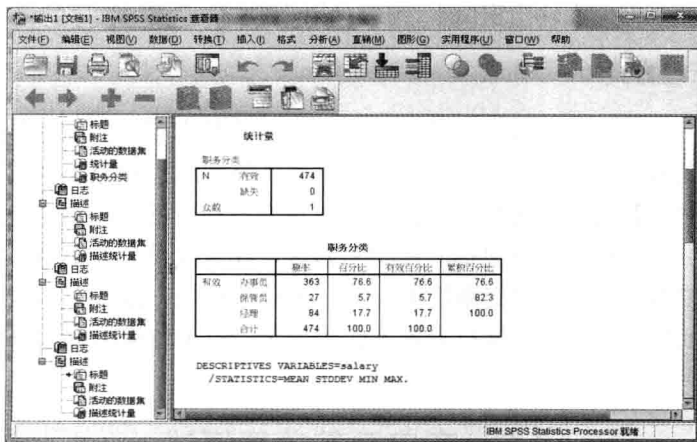 *输出1 [文档1] - IBM SPSS Statistics 查看器
文件(F) 编辑(E) 视图(V) 数据(D) 转换(T) 插入(I) 格式 分析(A) 直销(M) 图形(G) 实用程序(U) 窗口(W) 帮助
标题
附注
活动的数据集
统计量
职务分类
日志
描述
标题
附注
活动的数据集
描述统计量
日志
描述
标题
附注
活动的数据集
描述统计量
日志
描述
标题
附注
活动的数据集
描述统计量
统计量
职务分类
N 有效 474
缺失 0
众数 1
职务分类
频率 百分比 有效百分比 累积百分比
有效 办事员 363 76.6 76.6 76.6
保管员 27 5.7 5.7 82.3
经理 84 17.7 17.7 100.0
合计 474 100.0 100.0
DESCRIPTIVES VARIABLES=salary
/STATISTICS=MEAN STDDEV MIN MAX.
IBM SPSS Statistics Processor 就绪